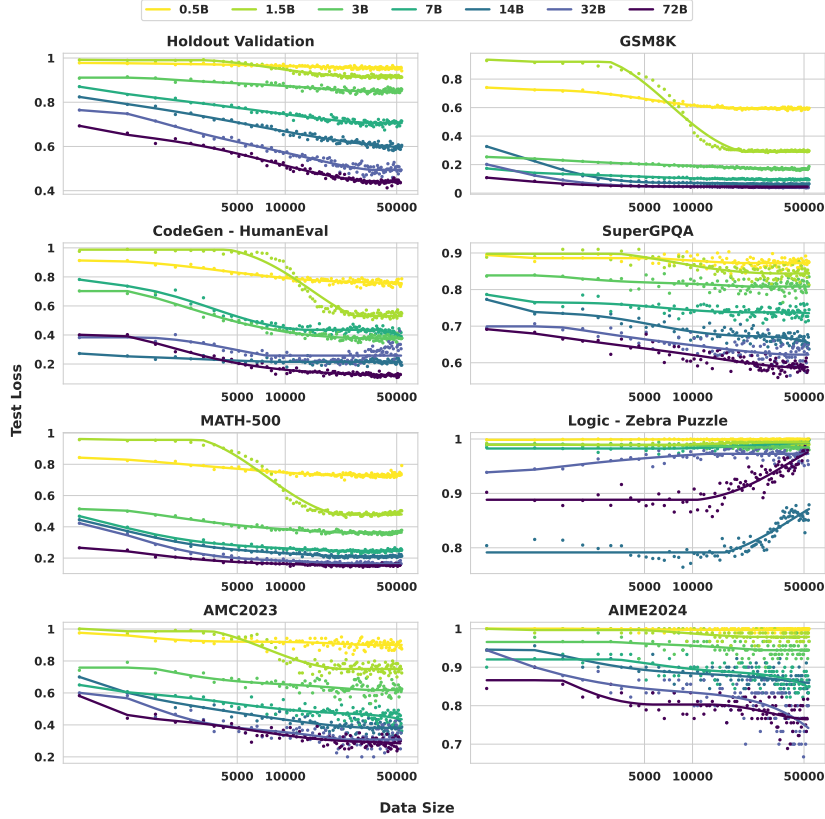 0.5B 1.5B 3B 7B 14B 32B 72B
Holdout Validation
1
0.8
0.6
0.4
5000 10000 50000
GSM8K
0.8
0.6
0.4
0.2
0
5000 10000 50000
CodeGen - HumanEval
1
0.8
0.6
0.4
0.2
5000 10000 50000
SuperGPQA
0.9
0.8
0.7
0.6
5000 10000 50000
Test Loss
MATH-500
1
0.8
0.6
0.4
0.2
5000 10000 50000
Logic - Zebra Puzzle
1
0.9
0.8
5000 10000 50000
AMC2023
1
0.8
0.6
0.4
0.2
5000 10000 50000
AIME2024
1
0.9
0.8
0.7
5000 10000 50000
Data Size